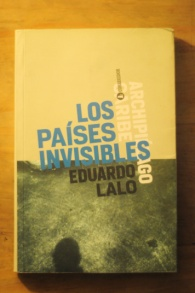 ARCHIPIÉLAGO
CARIBE
LOS
PAÍSES
INVISIBLES
EDUARDO
LALO